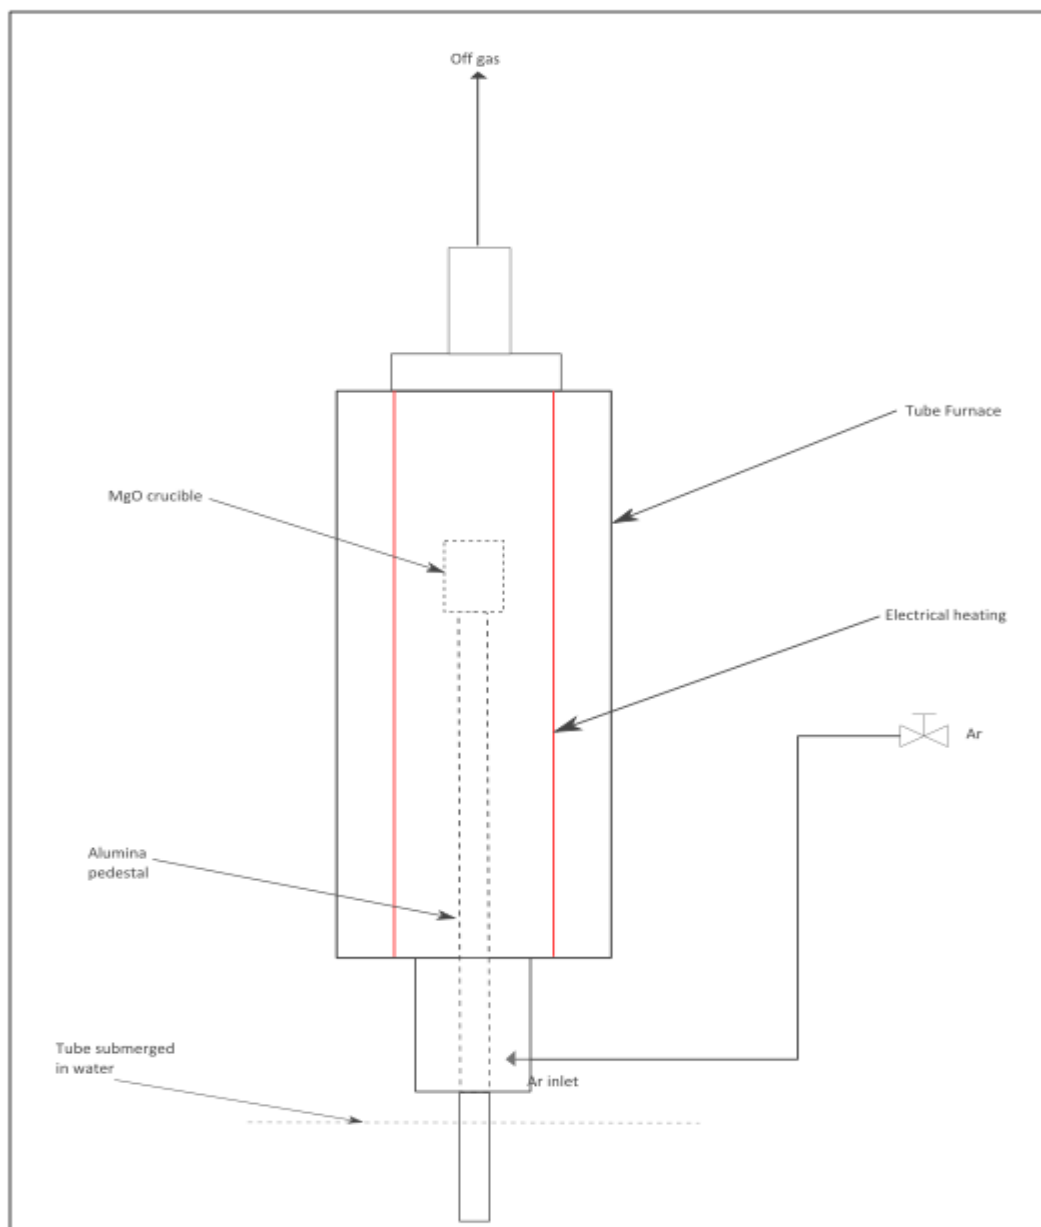 Off gas
Tube Furnace
MgO crucible
Electrical heating
Ar
Alumina
pedestal
Tube submerged
in water
Ar inlet